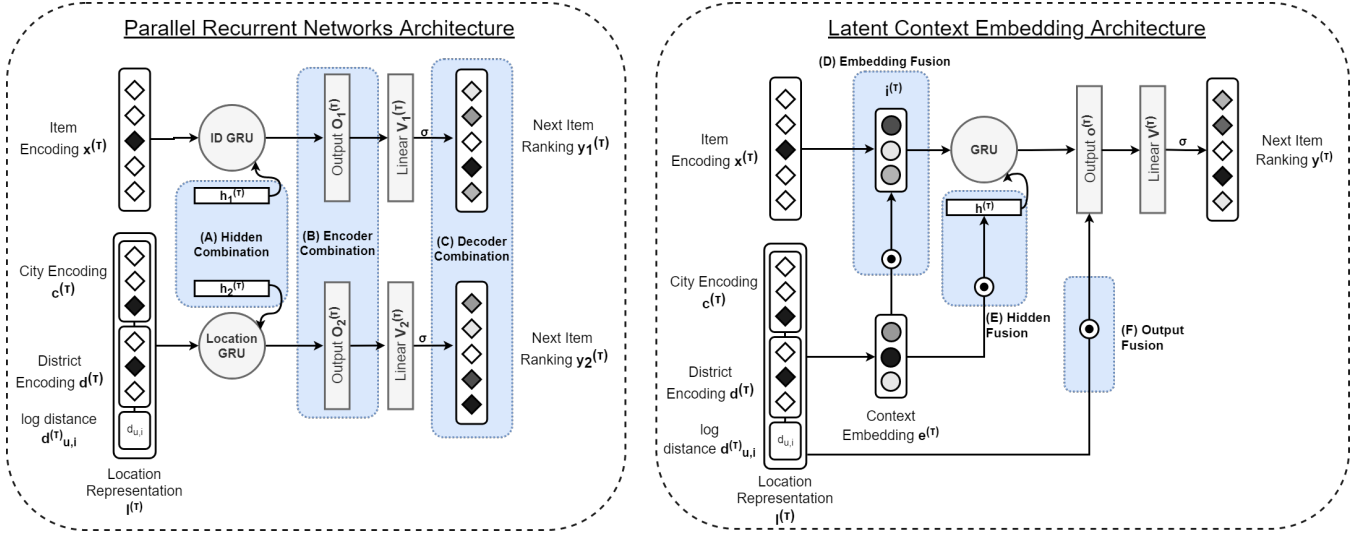 Parallel Recurrent Networks Architecture
Item
Encoding x(τ)
ID GRU
h1(τ)
Output O1(τ)
Linear V1(τ)
σ
Next Item
Ranking y1(τ)
(A) Hidden
Combination
(B) Encoder
Combination
(C) Decoder
Combination
City Encoding
c(τ)
h2(τ)
Location
GRU
Output O2(τ)
Linear V2(τ)
σ
Next Item
Ranking y2(τ)
District
Encoding d(τ)
log distance
d(τ)u,i
du,i
Location
Representation
l(τ)
Latent Context Embedding Architecture
(D) Embedding Fusion
i(τ)
Item
Encoding x(τ)
GRU
h(τ)
Output o(τ)
Linear V(τ)
σ
Next Item
Ranking y(τ)
City Encoding
c(τ)
(E) Hidden
Fusion
(F) Output
Fusion
District
Encoding d(τ)
Context
Embedding e(τ)
log
distance d(τ)u,i
du,i
Location
Representation
l(τ)